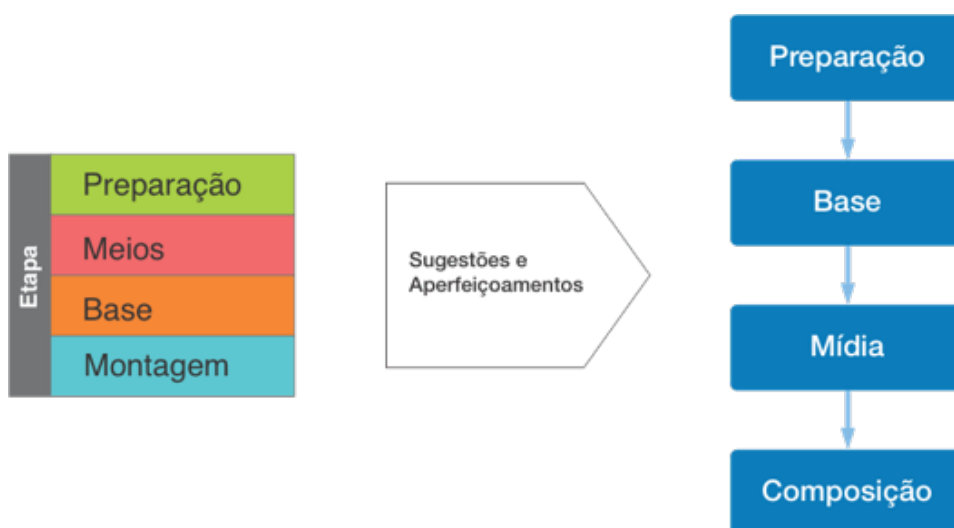 Etapa
Preparação
Meios
Base
Montagem
Sugestões e
Aperfeiçoamentos
Preparação
Base
Mídia
Composição